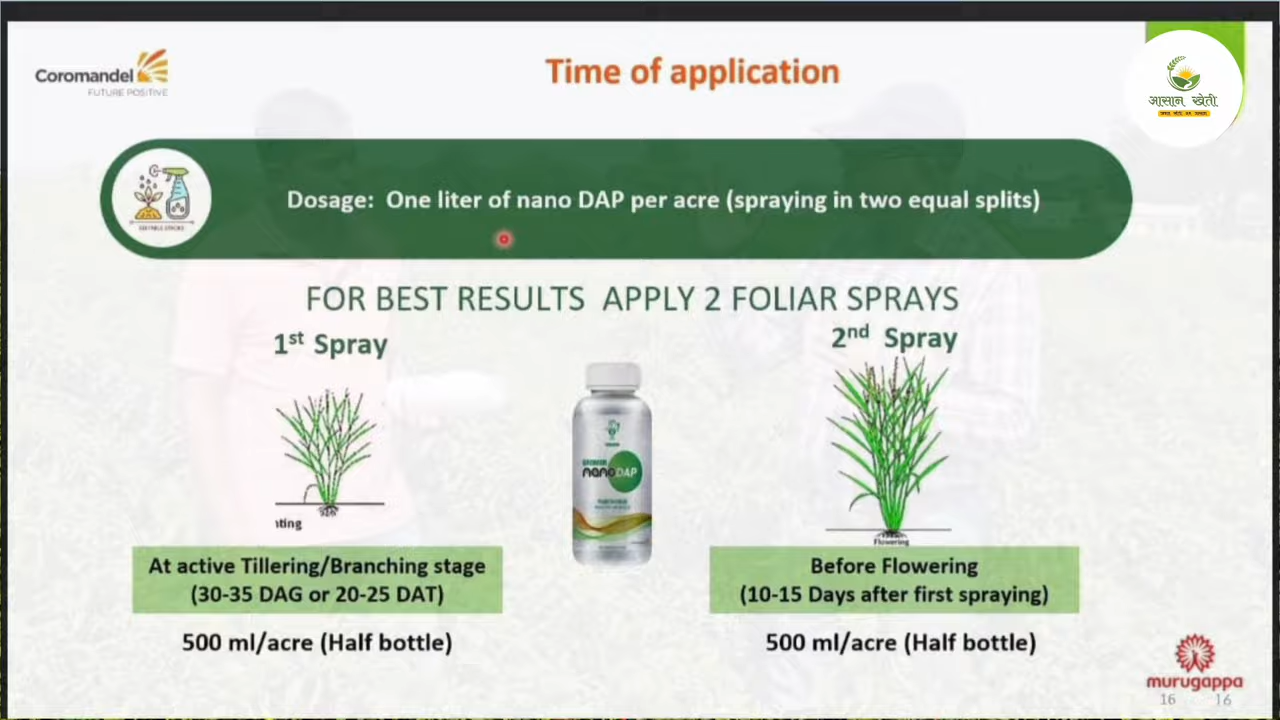 Coromandel
FUTURE POSITIVE
Time of application
आसान खेती
Dosage: One liter of nano DAP per acre (spraying in two equal splits)
FOR BEST RESULTS APPLY 2 FOLIAR SPRAYS
1st Spray
2nd Spray
nanoDAP
nting
Flowering
At active Tillering/Branching stage
(30-35 DAG or 20-25 DAT)
Before Flowering
(10-15 Days after first spraying)
500 ml/acre (Half bottle)
500 ml/acre (Half bottle)
murugappa
16 16